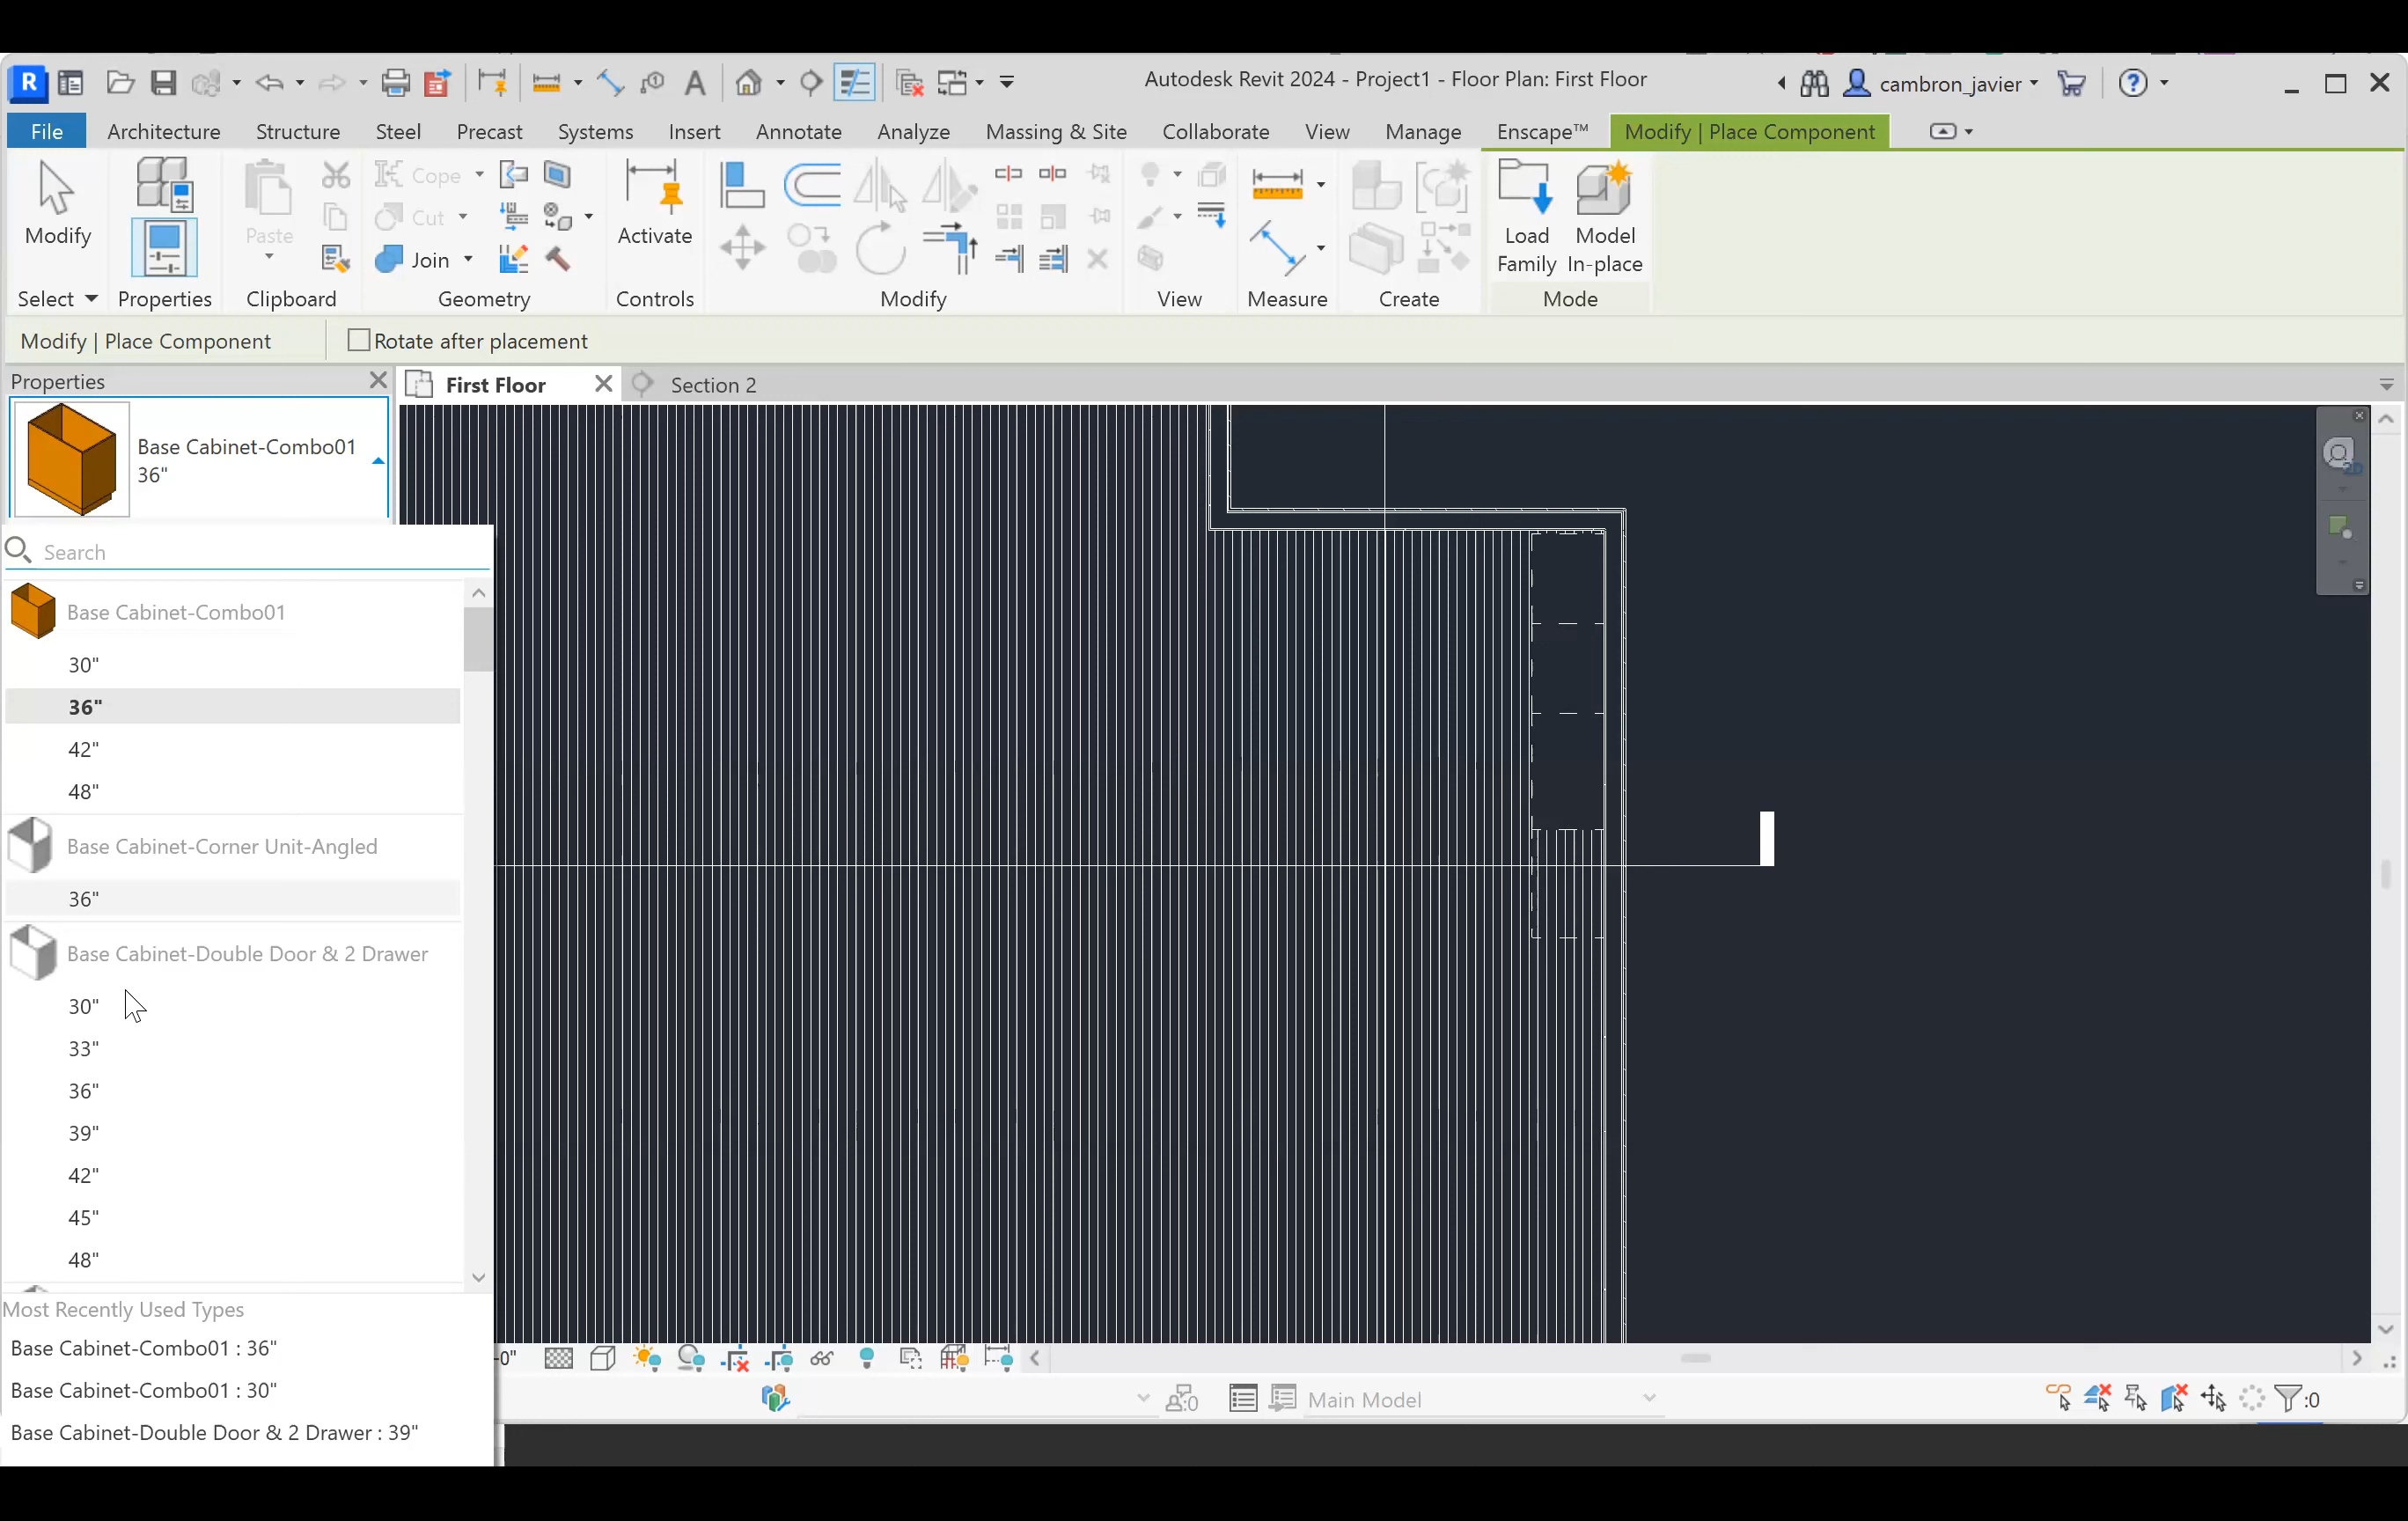 R
Autodesk Revit 2024 - Project1 - Floor Plan: First Floor
cambron_javier
File Architecture Structure Steel Precast Systems Insert Annotate Analyze Massing & Site Collaborate View Manage Enscape™ Modify | Place Component
Cope
Cut
Join
Modify
Paste
Activate
Load Family
Model In-place
Select Properties Clipboard Geometry Controls Modify View Measure Create Mode
Modify | Place Component
Rotate after placement
Properties
First Floor
Section 2
Base Cabinet-Combo01
36"
2D
Search
Base Cabinet-Combo01
30"
36"
42"
48"
Base Cabinet-Corner Unit-Angled
36"
Base Cabinet-Double Door & 2 Drawer
30"
33"
36"
39"
42"
45"
48"
Most Recently Used Types
Base Cabinet-Combo01 : 36"
Base Cabinet-Combo01 : 30"
Base Cabinet-Double Door & 2 Drawer : 39"
-0"
:0
Main Model
:0